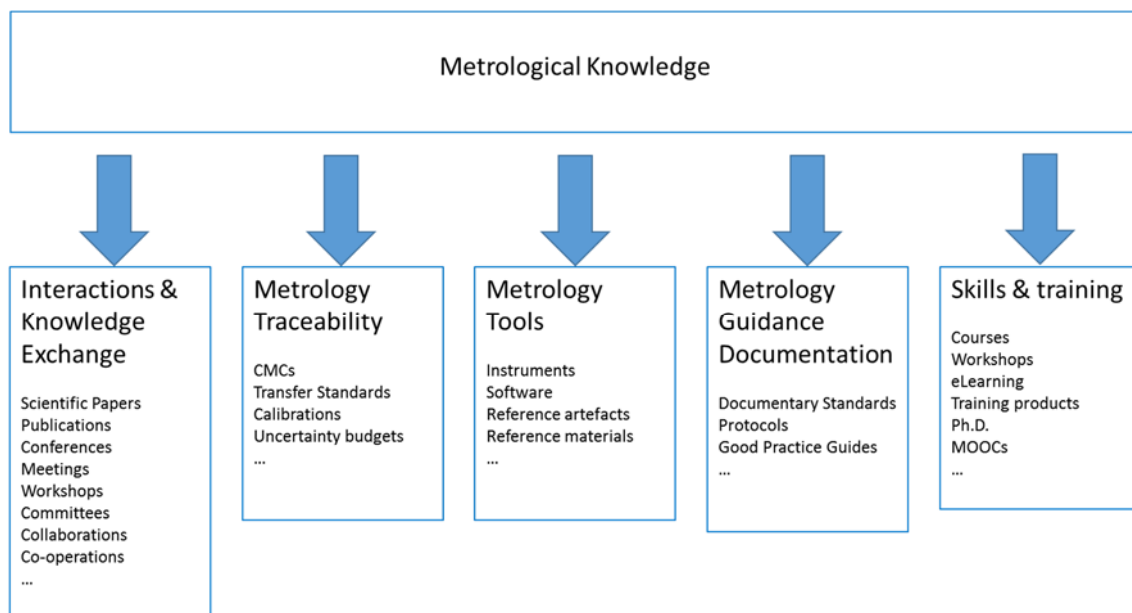 Metrological Knowledge
Interactions &
Knowledge
Exchange
Scientific Papers
Publications
Conferences
Meetings
Workshops
Committees
Collaborations
Co-operations
…
Metrology
Traceability
CMCs
Transfer Standards
Calibrations
Uncertainty budgets
…
Metrology
Tools
Instruments
Software
Reference artefacts
Reference materials
…
Metrology
Guidance
Documentation
Documentary Standards
Protocols
Good Practice Guides
…
Skills & training
Courses
Workshops
eLearning
Training products
Ph.D.
MOOCs
…